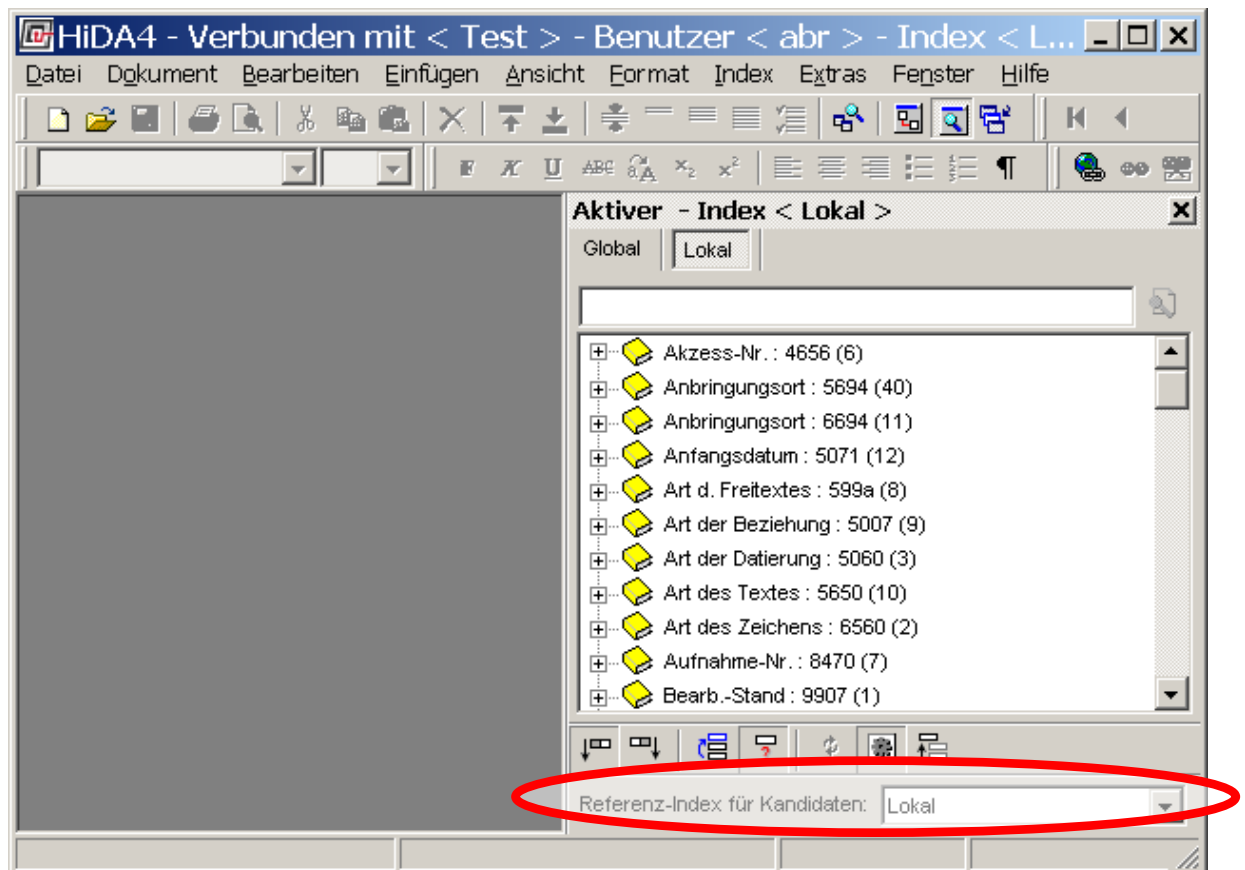 HiDA4 - Verbunden mit < Test > - Benutzer < abr > - Index < L...
Datei Dokument Bearbeiten Einfügen Ansicht Format Index Extras Fenster Hilfe
F K U ABC x₂ x² ¶
Aktiver - Index < Lokal >
Global Lokal
Akzess-Nr. : 4656 (6)
Anbringungsort : 5694 (40)
Anbringungsort : 6694 (11)
Anfangsdatum : 5071 (12)
Art d. Freitextes : 599a (8)
Art der Beziehung : 5007 (9)
Art der Datierung : 5060 (3)
Art des Textes : 5650 (10)
Art des Zeichens : 6560 (2)
Aufnahme-Nr. : 8470 (7)
Bearb.-Stand : 9907 (1)
Referenz-Index für Kandidaten: Lokal